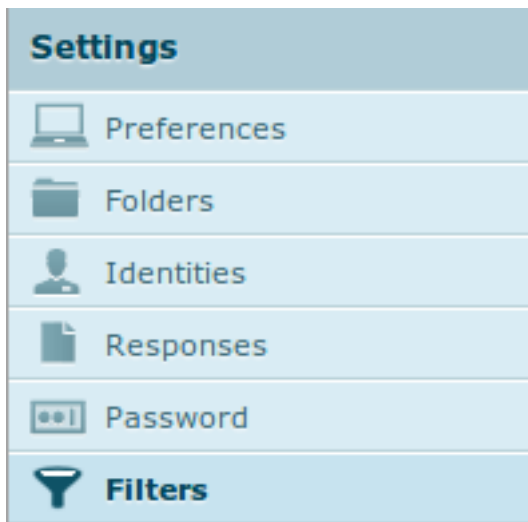 Settings
Preferences
Folders
Identities
Responses
Password
Filters